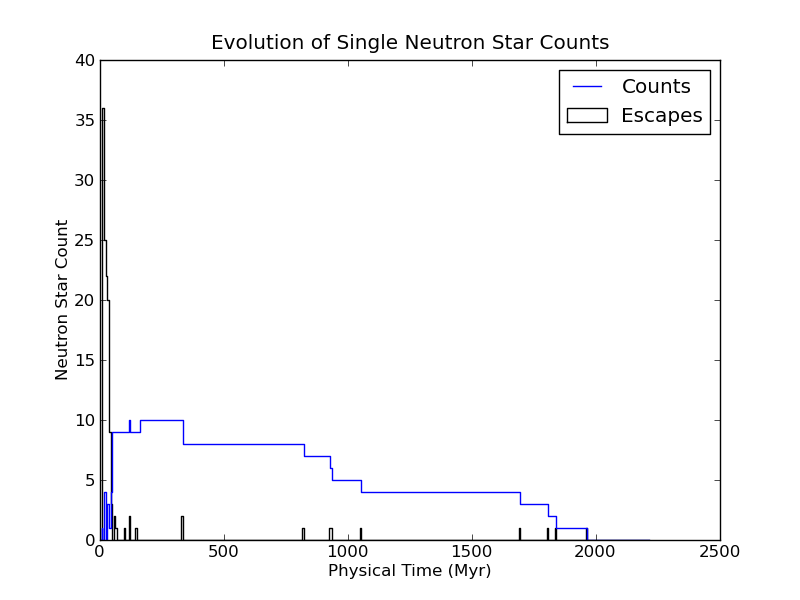 Evolution of Single Neutron Star Counts
Counts
Escapes
Neutron Star Count
40
35
30
25
20
15
10
5
0
0 500 1000 1500 2000 2500
Physical Time (Myr)